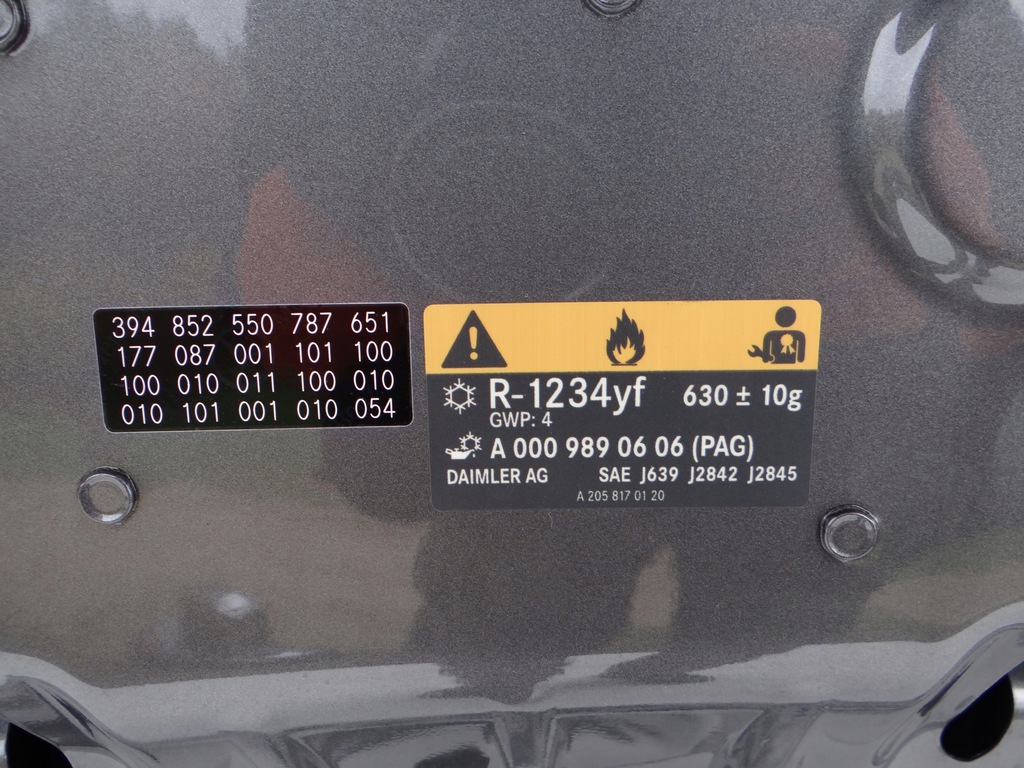 394 852 550 787 651
177 087 001 101 100
100 010 011 100 010
010 101 001 010 054
R-1234yf 630 ± 10g
GWP: 4
A 000 989 06 06 (PAG)
DAIMLER AG SAE J639 J2842 J2845
A 205 817 01 20